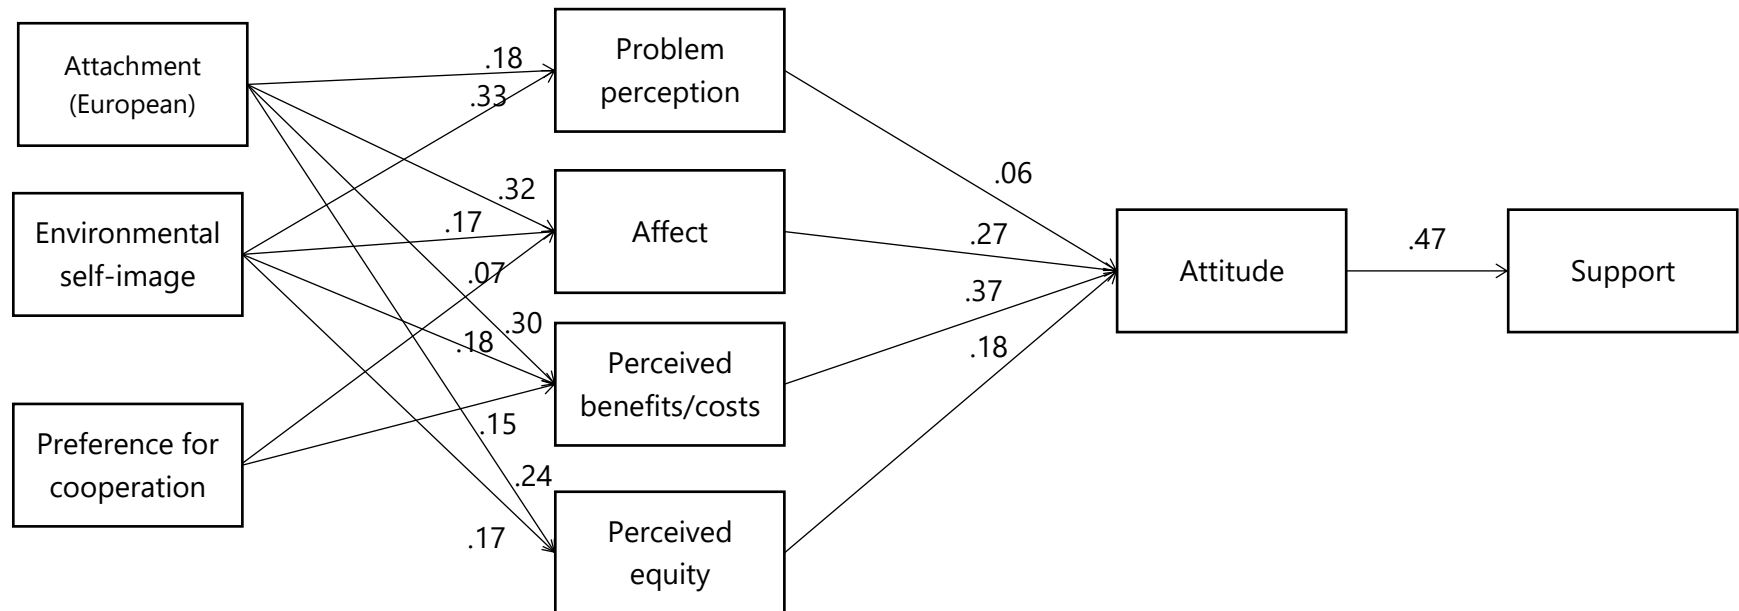 Attachment
(European)
Environmental
self-image
Preference for
cooperation
.18
.33
.32
.17
.07
.30
.18
.15
.24
.17
Problem
perception
Affect
Perceived
benefits/costs
Perceived
equity
.06
.27
.37
.18
Attitude
.47
Support